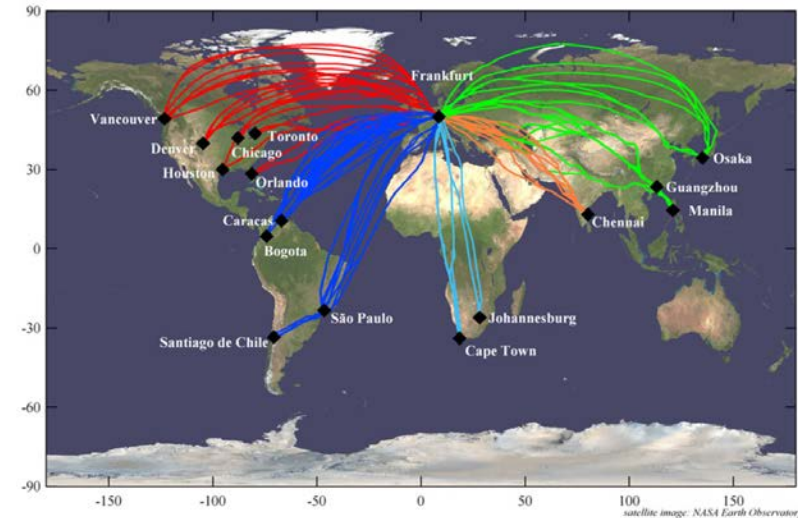 90
60
30
0
-30
-60
-90
Frankfurt
Vancouver
Toronto
Denver
Chicago
Osaka
Houston
Orlando
Guangzhou
Manila
Caracas
Chennai
Bogota
São Paulo
Johannesburg
Santiago de Chile
Cape Town
-150
-100
-50
0
50
100
150
satellite image: NASA Earth Observatory